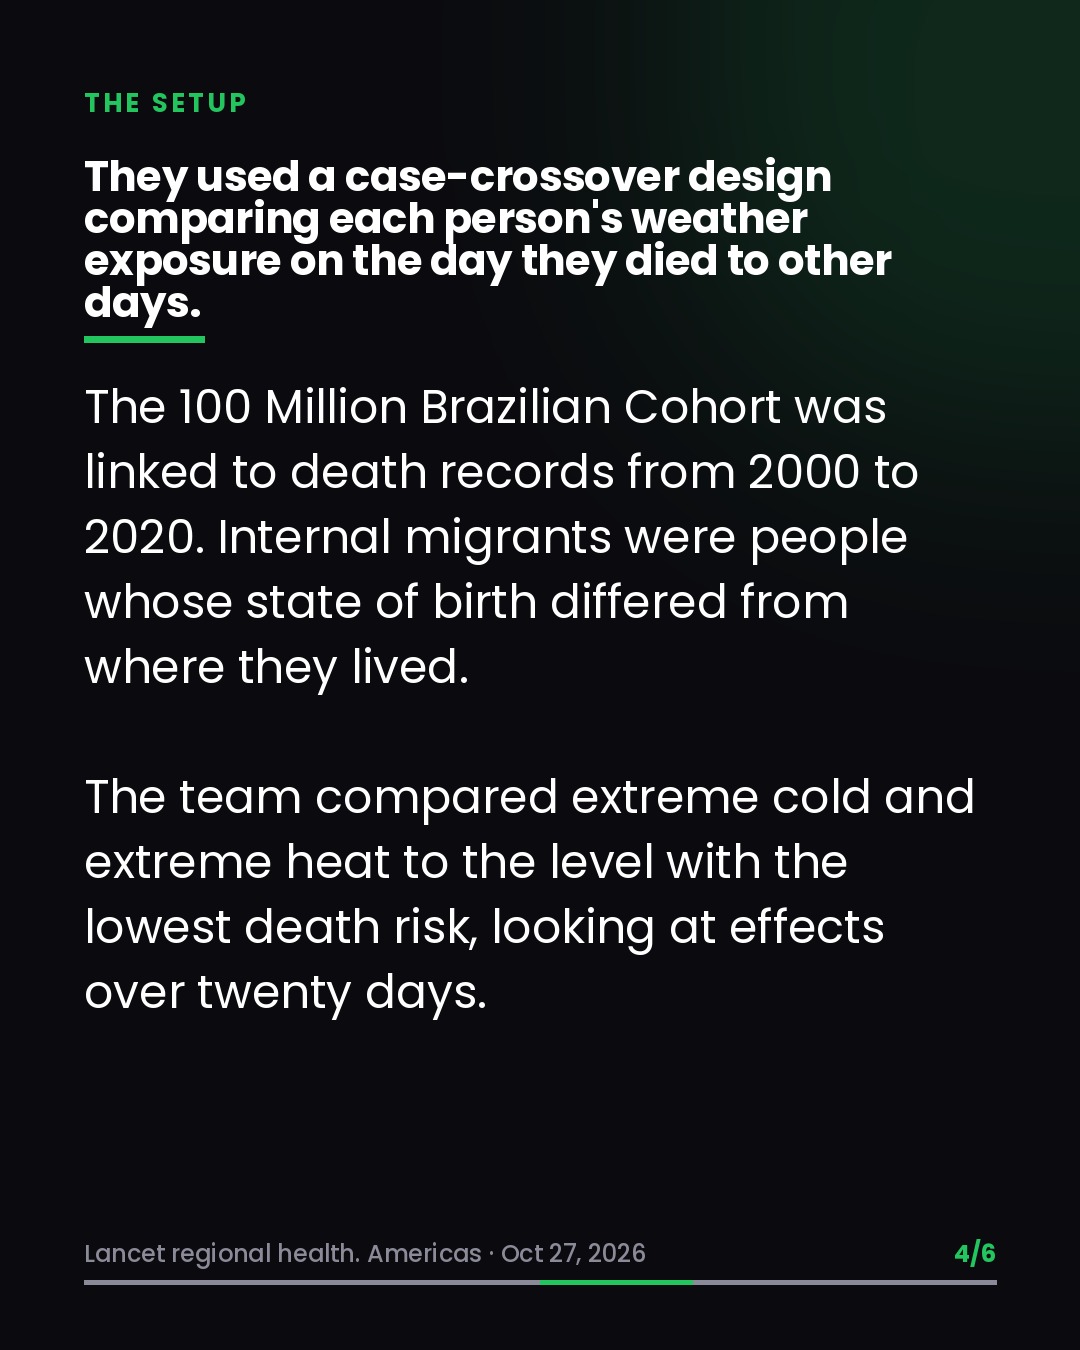 THE SETUP
They used a case-crossover design
comparing each person's weather
exposure on the day they died to other
days.
The 100 Million Brazilian Cohort was
linked to death records from 2000 to
2020. Internal migrants were people
whose state of birth differed from
where they lived.
The team compared extreme cold and
extreme heat to the level with the
lowest death risk, looking at effects
over twenty days.
Lancet regional health. Americas · Oct 27, 2026
4/6